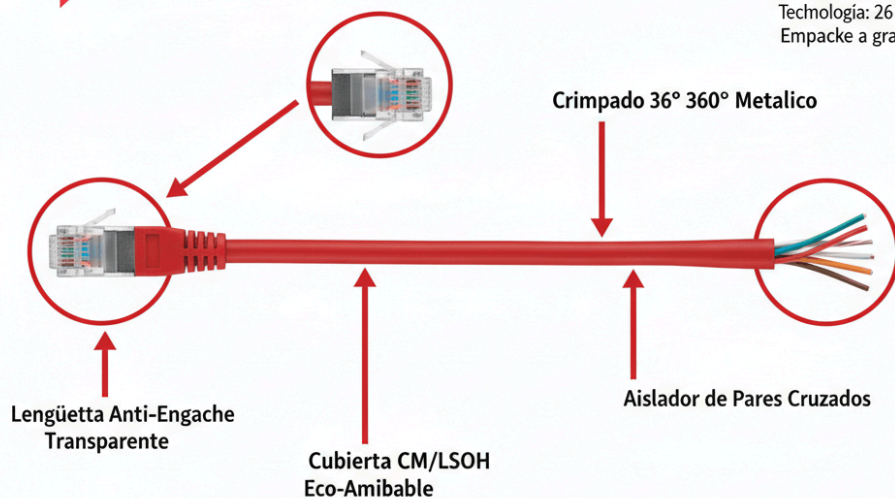 Techología: 26
Empacke a gra
Crimpado 36° 360° Metalico
Lengüetta Anti-Engache
Transparente
Aislador de Pares Cruzados
Cubierta CM/LSOH
Eco-Amibable